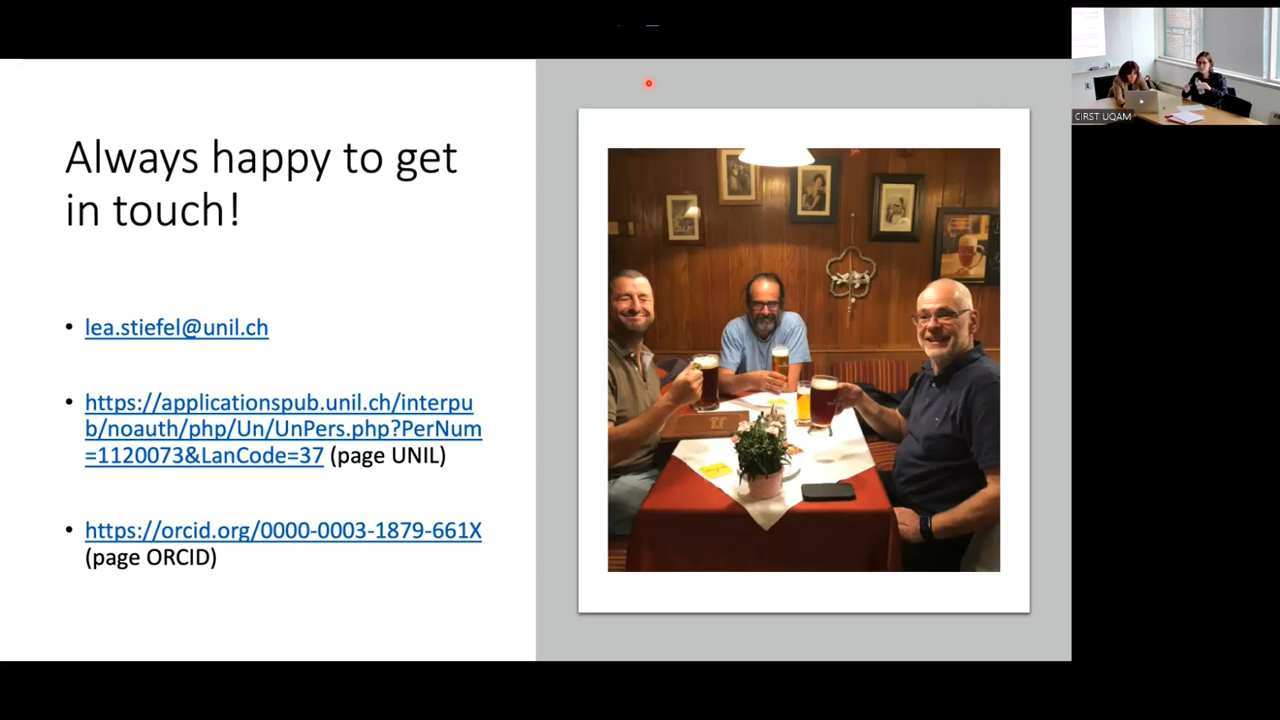 Always happy to get
in touch!
• lea.stiefel@unil.ch
• https://applicationspub.unil.ch/interpu
b/noauth/php/Un/UnPers.php?PerNum
=1120073&LanCode=37 (page UNIL)
• https://orcid.org/0000-0003-1879-661X
(page ORCID)
CIRST UQAM